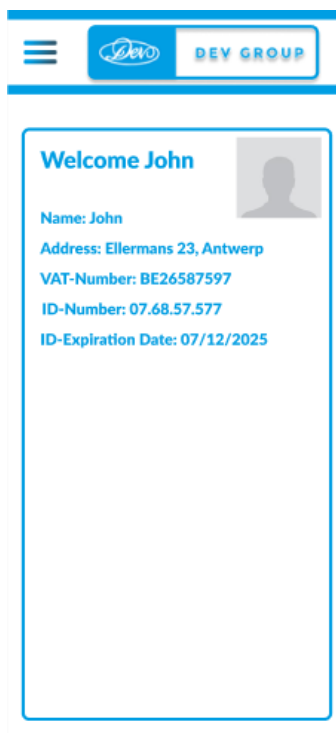 Devo
DEV GROUP
Welcome John
Name: John
Address: Ellermans 23, Antwerp
VAT-Number: BE26587597
ID-Number: 07.68.57.577
ID-Expiration Date: 07/12/2025